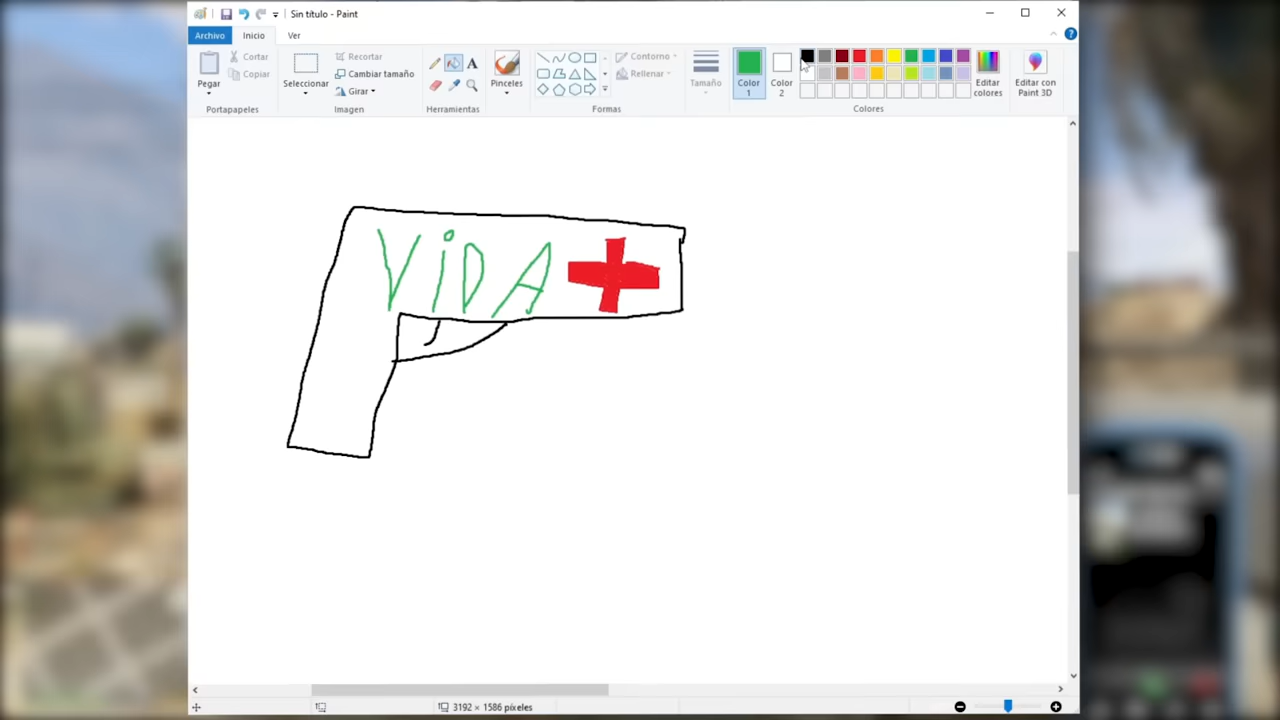 Sin título - Paint
Archivo Inicio Ver
Pegar
Cortar
Copiar
Portapapeles
Seleccionar
Recortar
Cambiar tamaño
Girar
Imagen
A
Herramientas
Pinceles
Contorno
Rellenar
Formas
Tamaño
Color 1
Color 2
Colores
Editar colores
Editar con Paint 3D
ViDA
3192 × 1586 píxeles